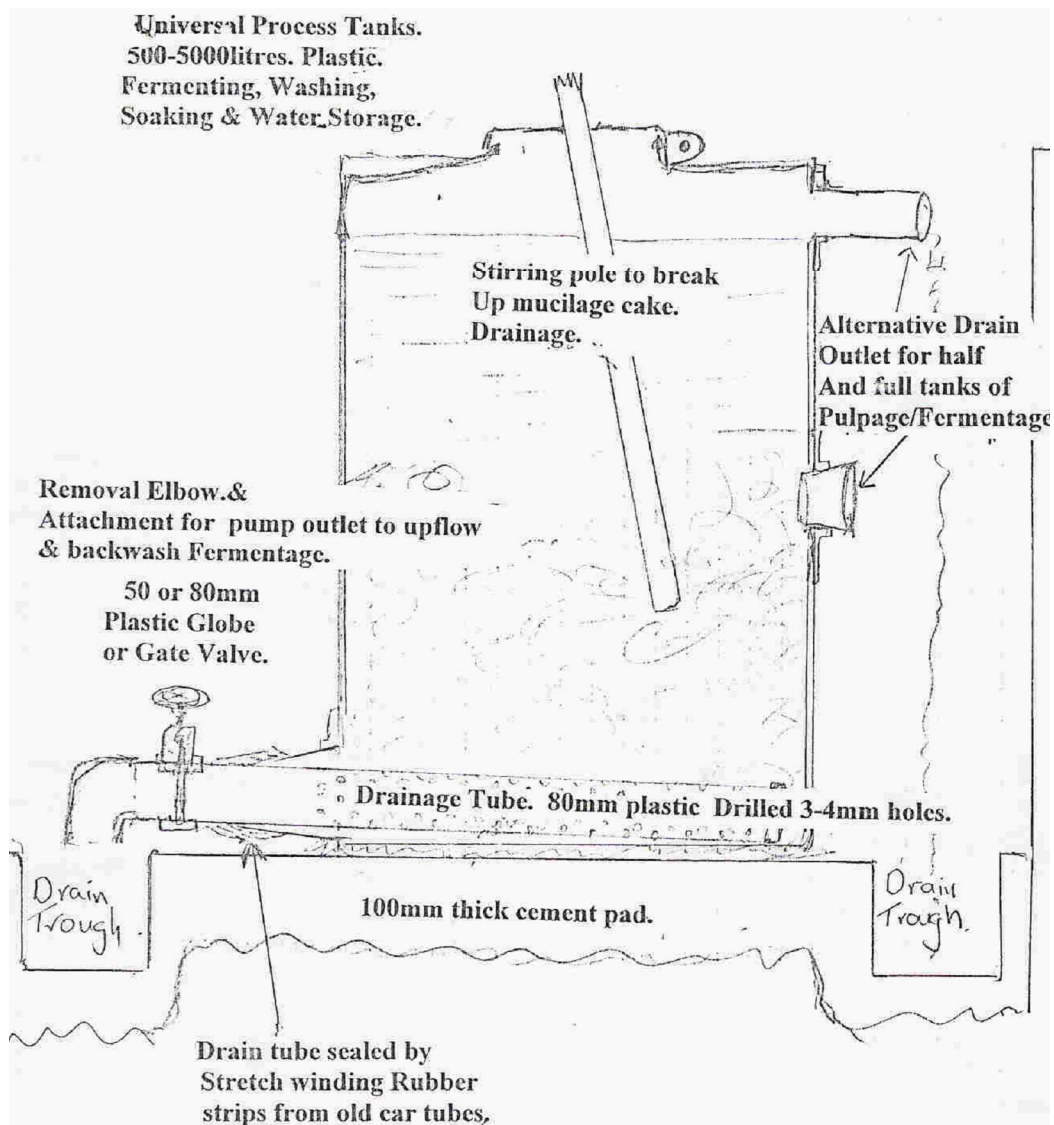 Universal Process Tanks.
500-5000litres. Plastic.
Fermenting, Washing,
Soaking & Water Storage.
Stirring pole to break
Up mucilage cake.
Drainage.
Alternative Drain
Outlet for half
And full tanks of
Pulpage/Fermentage
Removal Elbow.&
Attachment for pump outlet to upflow
& backwash Fermentage.
50 or 80mm
Plastic Globe
or Gate Valve.
Drainage Tube. 80mm plastic Drilled 3-4mm holes.
Drain
Trough.
100mm thick cement pad.
Drain
Trough.
Drain tube sealed by
Stretch winding Rubber
strips from old car tubes,